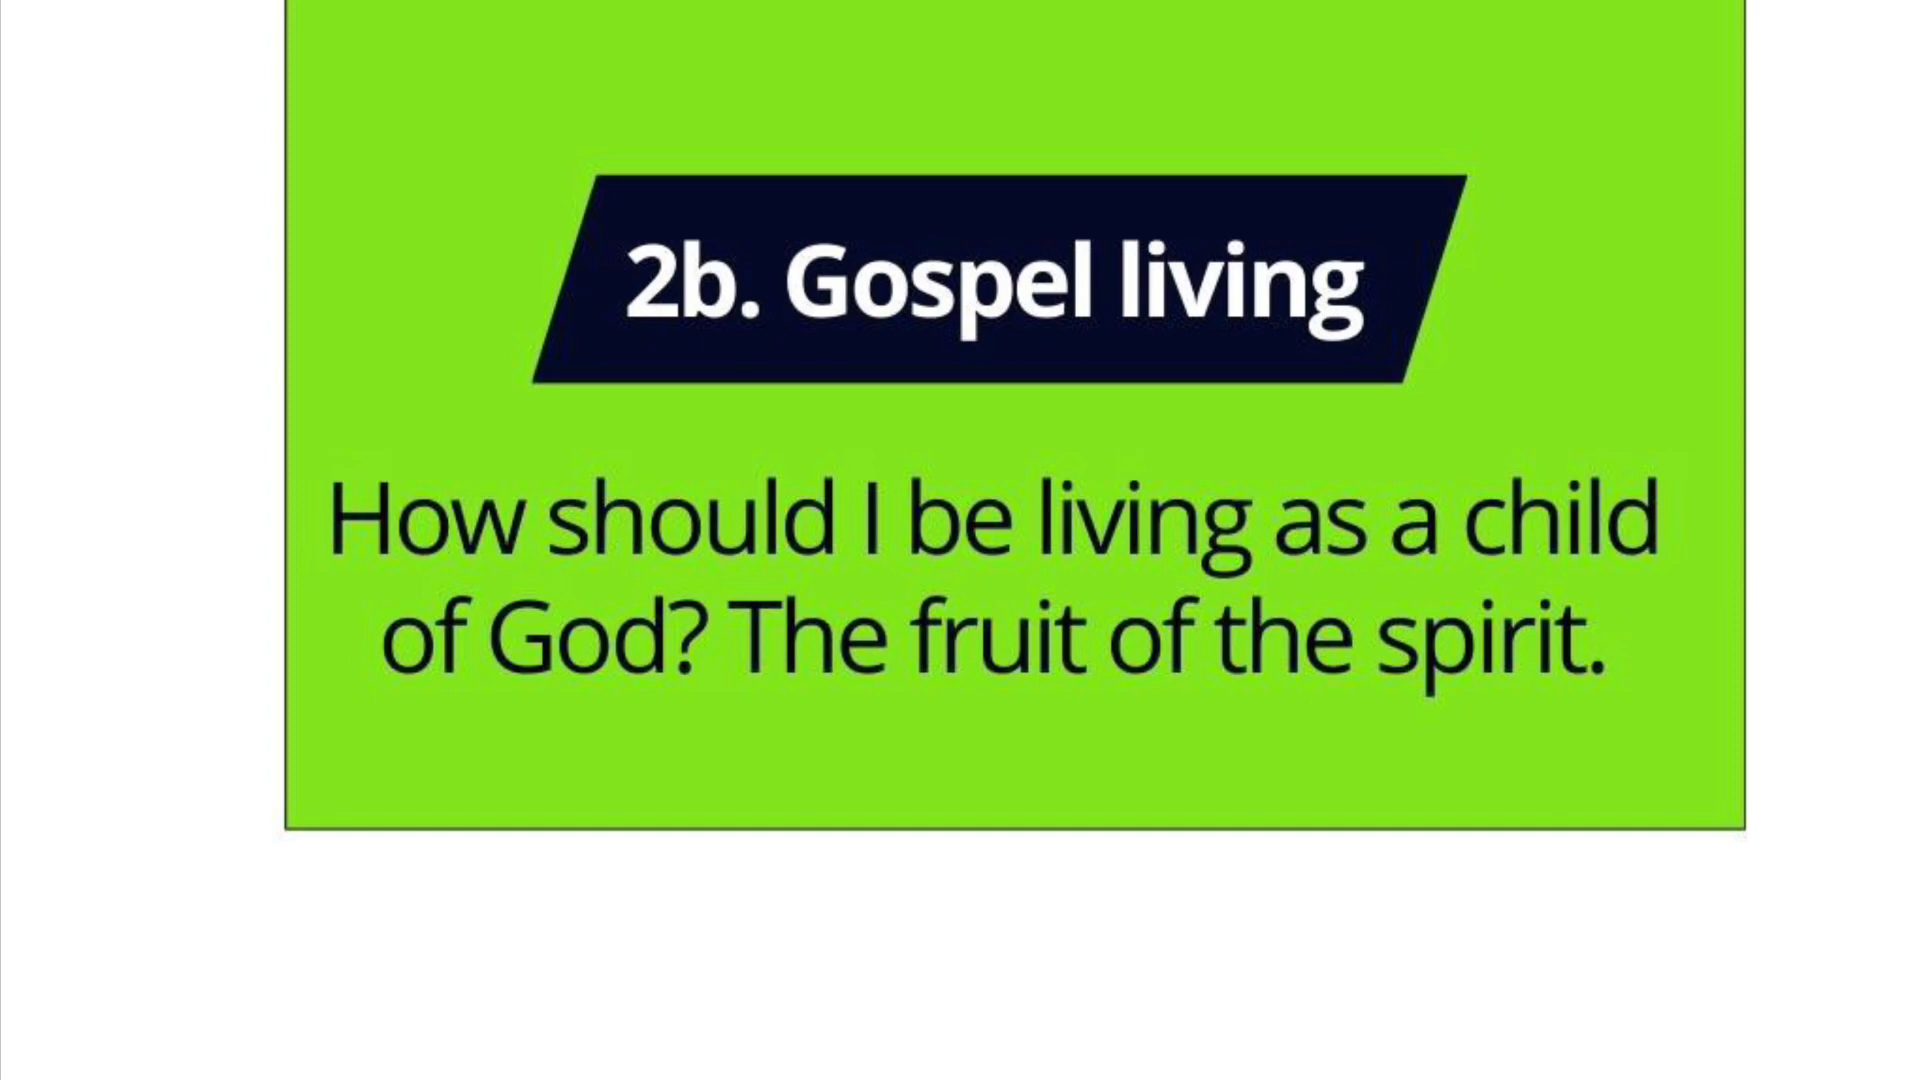 2b. Gospel living
How should I be living as a child
of God? The fruit of the spirit.